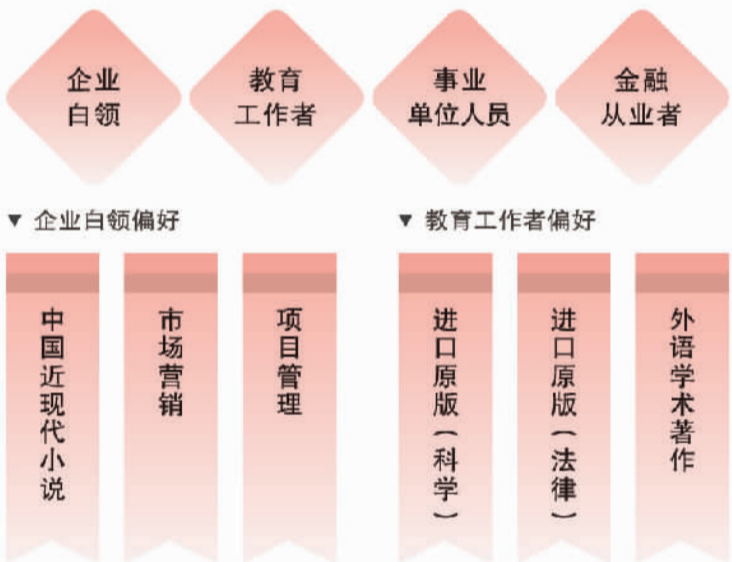 企业
白领
教育
工作者
事业
单位人员
金融
从业者
▼ 企业白领偏好
中国近现代小说
市场营销
项目管理
▼ 教育工作者偏好
进口原版(科学)
进口原版(法律)
外语学术著作